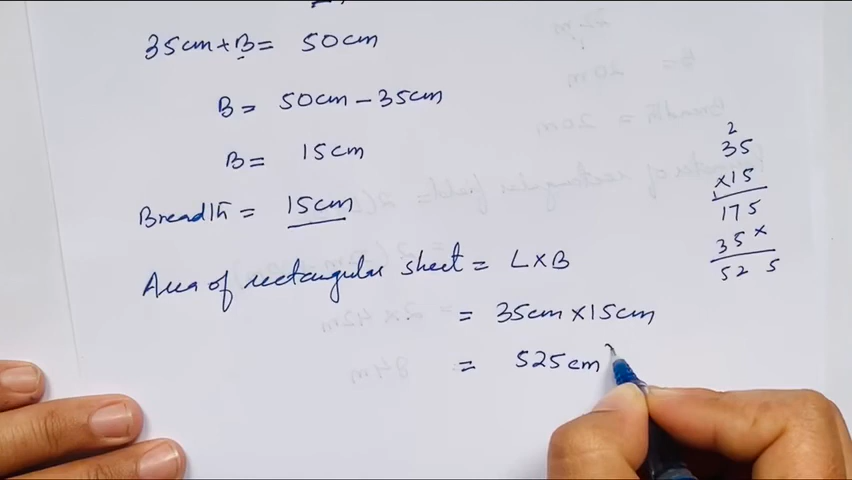 35cm+B= 50cm
B= 50cm-35cm
B= 15cm
Breadth= 15cm
Area of rectangular sheet= L×B
= 35cm×15cm
= 525cm²
2
35
×15
175
35×
525